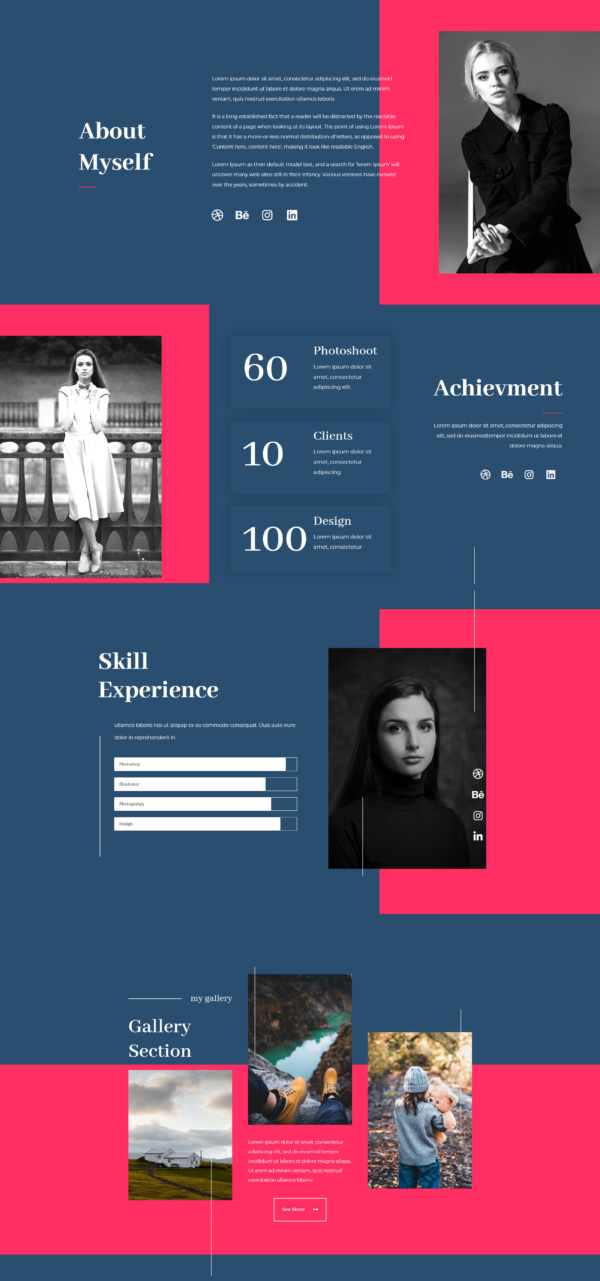 About
Myself
Lorem ipsum dolor sit amet, consectetur adipiscing elit, sed do eiusmod
tempor incididunt ut labore et dolore magna aliqua. Ut enim ad minim
veniam, quis nostrud exercitation ullamco laboris
It is a long established fact that a reader will be distracted by the readable
content of a page when looking at its layout. The point of using Lorem Ipsum
is that it has a more-or-less normal distribution of letters, as opposed to using
'Content here, content here', making it look like readable English.
Lorem Ipsum as their default model text, and a search for 'lorem ipsum' will
uncover many web sites still in their infancy. Various versions have evolved
over the years, sometimes by accident.
Bē
in
60
Photoshoot
Lorem ipsum dolor sit
amet, consectetur
adipiscing elit.
10
Clients
Lorem ipsum dolor sit
amet, consectetur
adipiscing
100
Design
Lorem ipsum dolor sit
amet, consectetur
Achievment
Lorem ipsum dolor sit amet, consectetur adipiscing
elit, sed do eiusmodtempor incididunt ut labore et
dolore magna aliqua.
Bē
in
Skill
Experience
ullamco laboris nisi ut aliquip ex ea commodo consequat. Duis aute irure
dolor in reprehenderit in
Photoshop
Illustrator
Photography
Design
Bē
in
my gallery
Gallery
Section
Lorem ipsum dolor sit amet, consectetur
adipiscing elit, sed do eiusmod tempor
incididunt ut labore et dolore magna aliqua.
Ut enim ad minim veniam, quis nostrud
exercitation ullamco laboris.
See More